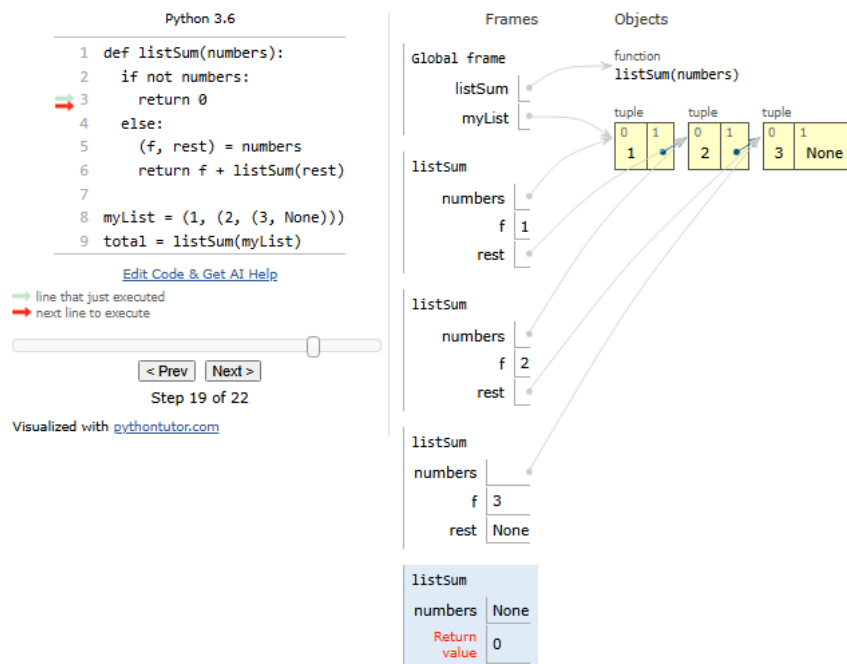 Python 3.6
1 def listSum(numbers):
2   if not numbers:
3     return 0
4   else:
5     (f, rest) = numbers
6     return f + listSum(rest)
7
8 myList = (1, (2, (3, None)))
9 total = listSum(myList)
Edit Code & Get AI Help
line that just executed
next line to execute
< Prev Next >
Step 19 of 22
Visualized with pythontutor.com
Frames Objects
Global frame
listSum
myList
function
listSum(numbers)
tuple tuple tuple
0 1 0 1 0 1
1 2 3 None
listSum
numbers
f 1
rest
listSum
numbers
f 2
rest
listSum
numbers
f 3
rest None
listSum
numbers None
Return
value 0